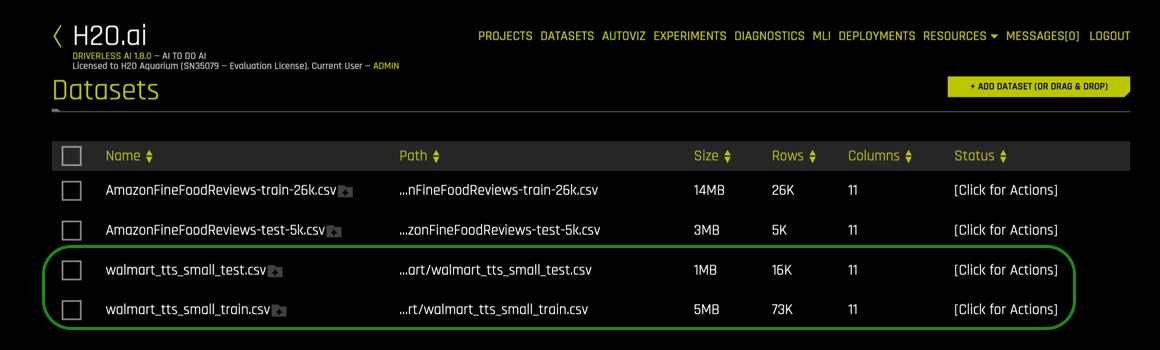 H2O.ai
PROJECTS DATASETS AUTOVIZ EXPERIMENTS DIAGNOSTICS MLI DEPLOYMENTS RESOURCES MESSAGES[0] LOGOUT
DRIVERLESS AI 1.8.0 – AI TO DO AI
Licensed to H2O Aquarium (SN35079 – Evaluation License). Current User – ADMIN
Datasets
+ ADD DATASET (OR DRAG & DROP)
Name Path Size Rows Columns Status
AmazonFineFoodReviews-train-26k.csv ...nFineFoodReviews-train-26k.csv 14MB 26K 11 [Click for Actions]
AmazonFineFoodReviews-test-5k.csv ...zonFineFoodReviews-test-5k.csv 3MB 5K 11 [Click for Actions]
walmart_tts_small_test.csv ...art/walmart_tts_small_test.csv 1MB 16K 11 [Click for Actions]
walmart_tts_small_train.csv ...rt/walmart_tts_small_train.csv 5MB 73K 11 [Click for Actions]